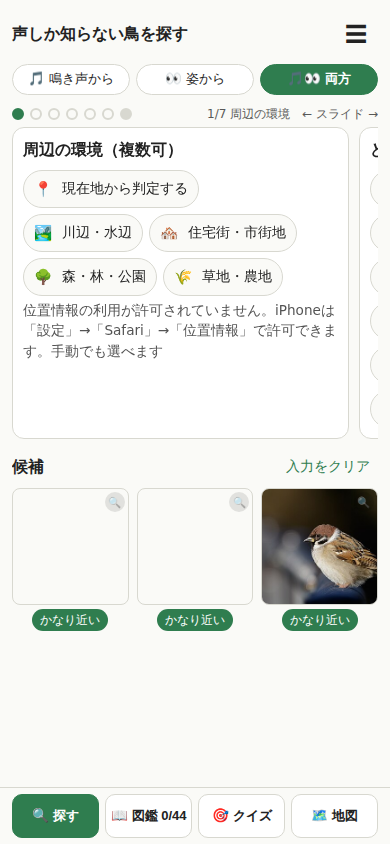 声しか知らない鳥を探す
🎵 鳴き声から
👀 姿から
🎵👀 両方
1/7 周辺の環境 ← スライド →
周辺の環境（複数可）
📍 現在地から判定する
🏞️ 川辺・水辺
🏘️ 住宅街・市街地
🌳 森・林・公園
🌾 草地・農地
位置情報の利用が許可されていません。iPhoneは
「設定」→「Safari」→「位置情報」で許可できま
す。手動でも選べます
候補
入力をクリア
かなり近い
かなり近い
かなり近い
🔍 探す
📖 図鑑 0/44
🎯 クイズ
🗺️ 地図